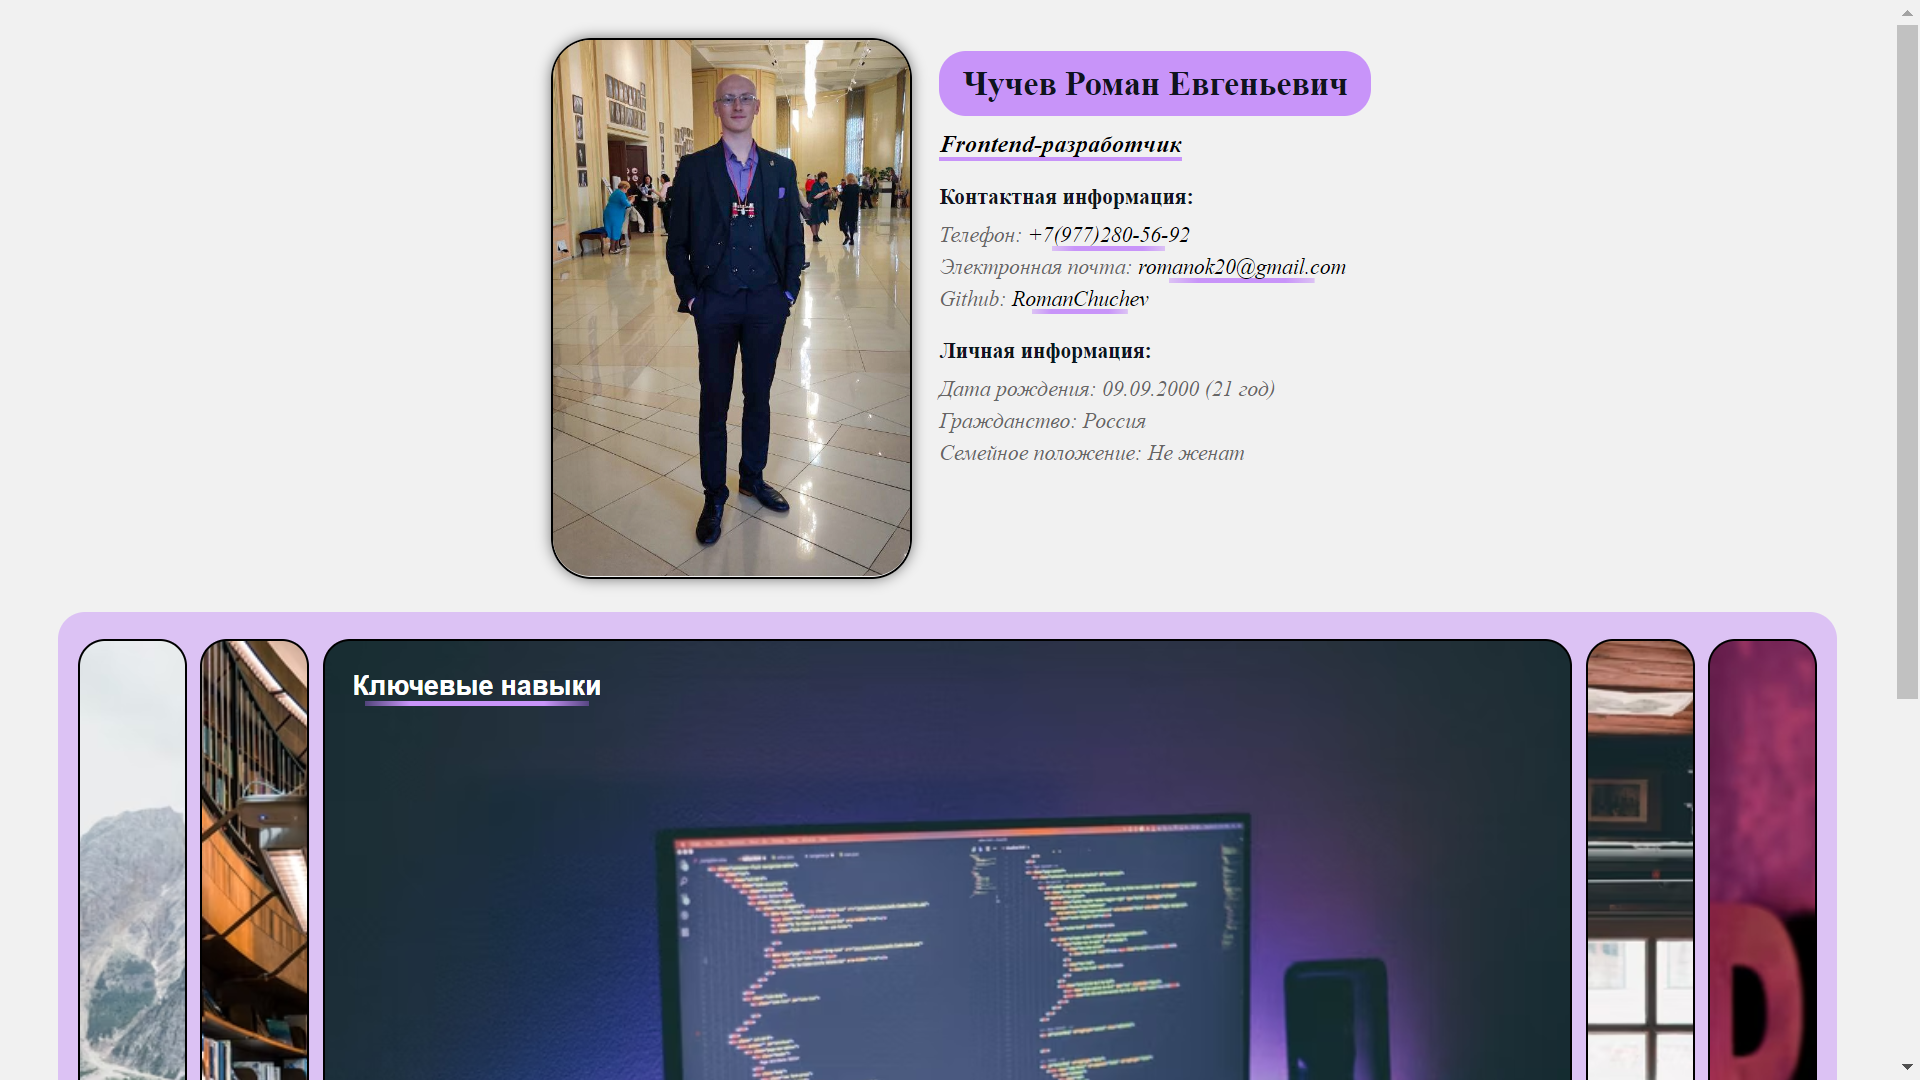 Чучев Роман Евгеньевич
Frontend-разработчик
Контактная информация:
Телефон: +7(977)280-56-92
Электронная почта: romanok20@gmail.com
Github: RomanChuchev
Личная информация:
Дата рождения: 09.09.2000 (21 год)
Гражданство: Россия
Семейное положение: Не женат
Ключевые навыки
D